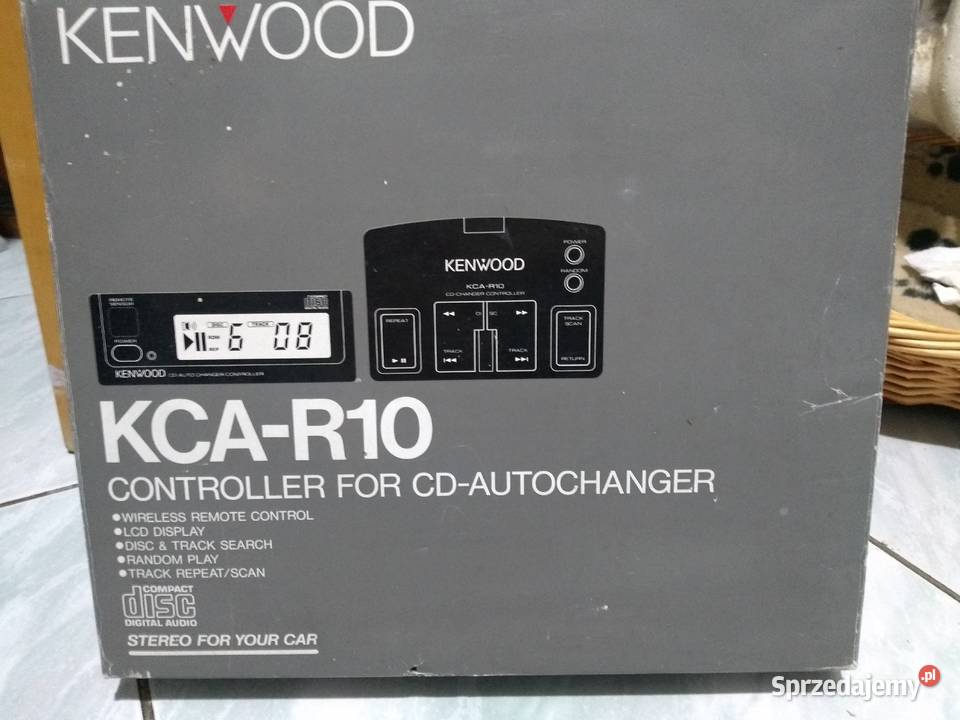 KENWOOD
REMOTE
SENSOR
POWER
DISC TRACK
6 08
KENWOOD CD-AUTO CHANGER CONTROLLER
POWER
RANDOM
KENWOOD
KCA-R10
CD-CHANGER CONTROLLER
REPEAT
DISC
TRACK
TRACK
TRACK
SCAN
RETURN
KCA-R10
CONTROLLER FOR CD-AUTOCHANGER
●WIRELESS REMOTE CONTROL
●LCD DISPLAY
●DISC & TRACK SEARCH
●RANDOM PLAY
●TRACK REPEAT/SCAN
COMPACT
disc
DIGITAL AUDIO
STEREO FOR YOUR CAR
Sprzedajemy.pl